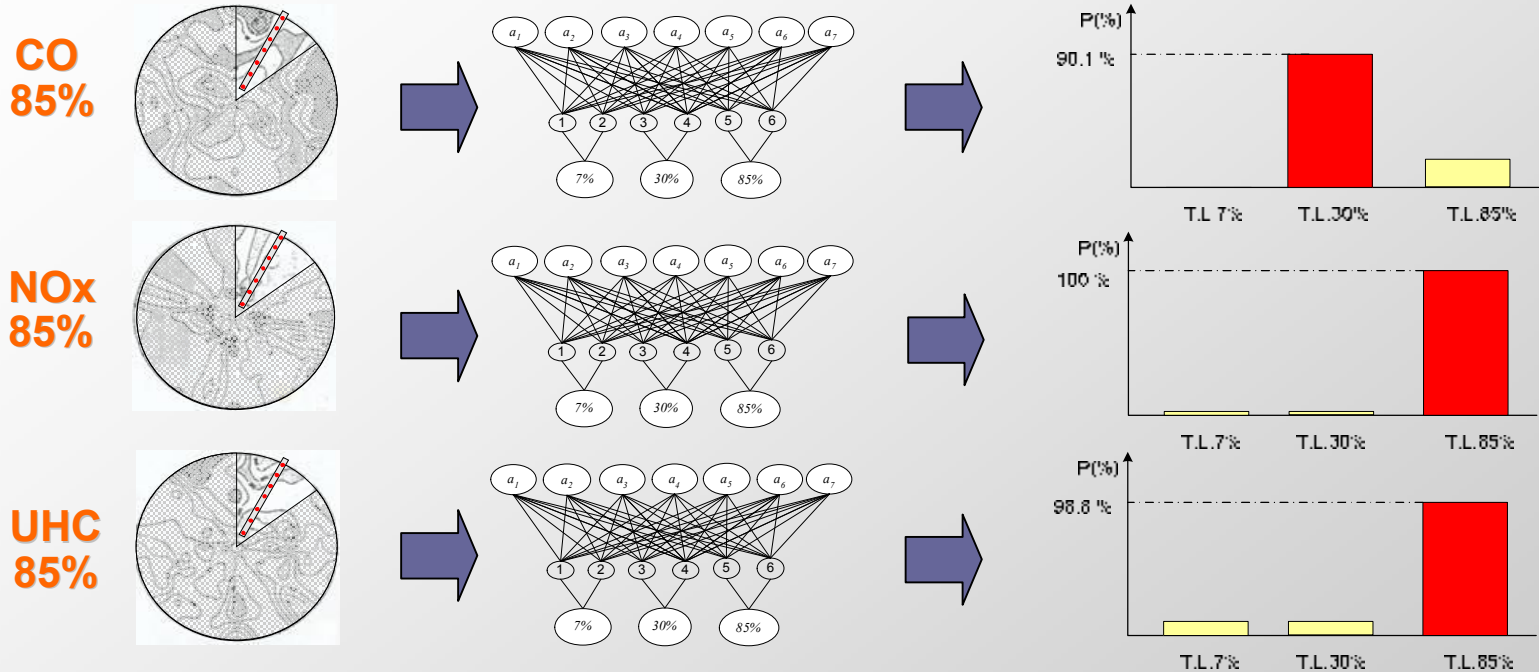 CO
85%
a1 a2 a3 a4 a5 a6 a7
1 2 3 4 5 6
7% 30% 85%
P(%)
90.1 %
T.L 7% T.L.30% T.L.85%
NOx
85%
a1 a2 a3 a4 a5 a6 a7
1 2 3 4 5 6
7% 30% 85%
P(%)
100 %
T.L.7% T.L.30% T.L.85%
UHC
85%
a1 a2 a3 a4 a5 a6 a7
1 2 3 4 5 6
7% 30% 85%
P(%)
98.8 %
T.L.7% T.L.30% T.L.85%